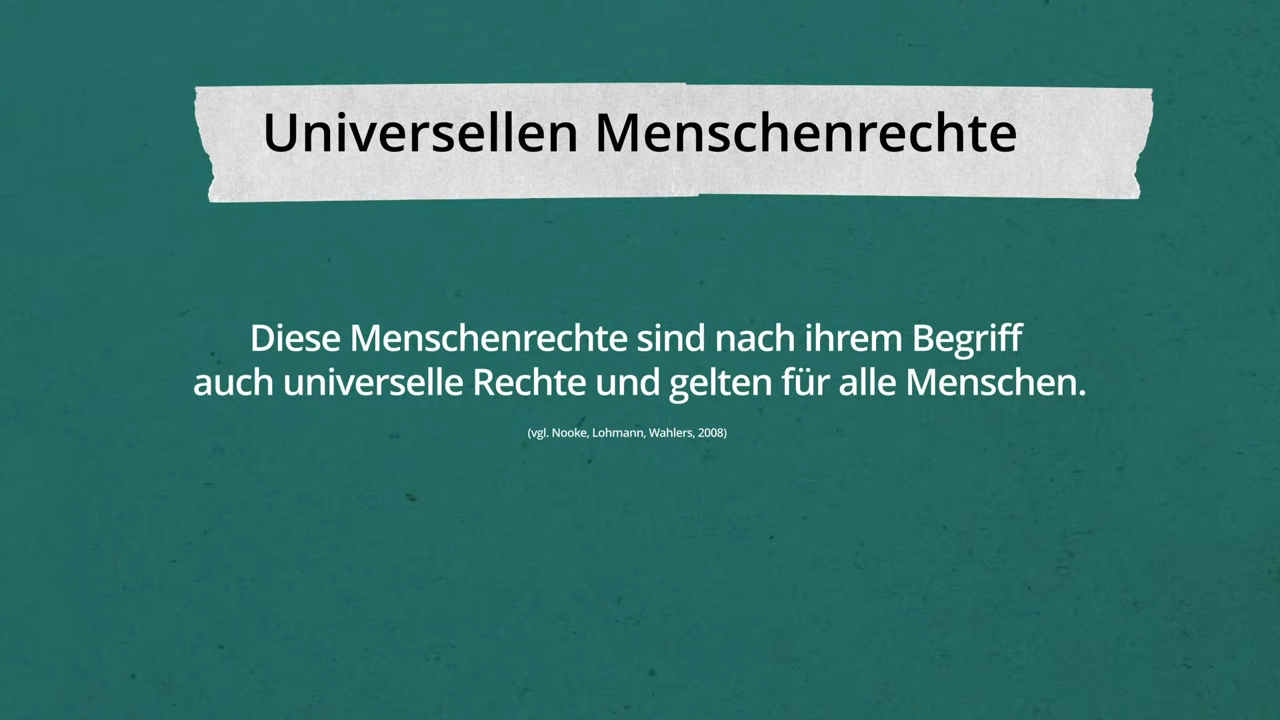 Universellen Menschenrechte
Diese Menschenrechte sind nach ihrem Begriff
auch universelle Rechte und gelten für alle Menschen.
(vgl. Nooke, Lohmann, Wahlers, 2008)